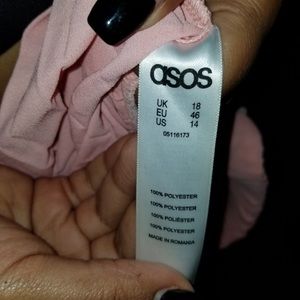 asos
UK 18
EU 46
US 14
05116173
100% POLYESTER
100% POLYESTER
100% POLIÉSTER
100% POLYESTER
MADE IN ROMANIA